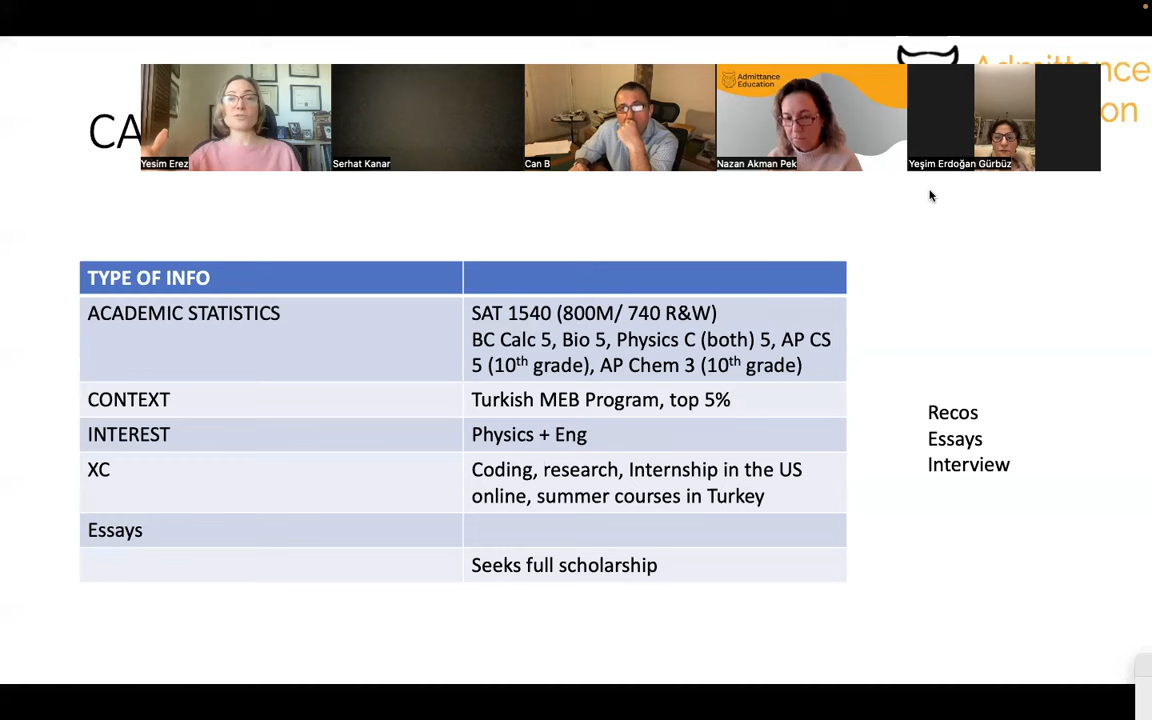 Admittance
Education
CA
Yesim Erez
Serhat Kanar
Can B
Nazan Akman Pek
Yeşim Erdoğan Gürbüz
TYPE OF INFO
ACADEMIC STATISTICS
SAT 1540 (800M/ 740 R&W)
BC Calc 5, Bio 5, Physics C (both) 5, AP CS
5 (10th grade), AP Chem 3 (10th grade)
CONTEXT
Turkish MEB Program, top 5%
INTEREST
Physics + Eng
XC
Coding, research, Internship in the US
online, summer courses in Turkey
Essays
Seeks full scholarship
Recos
Essays
Interview